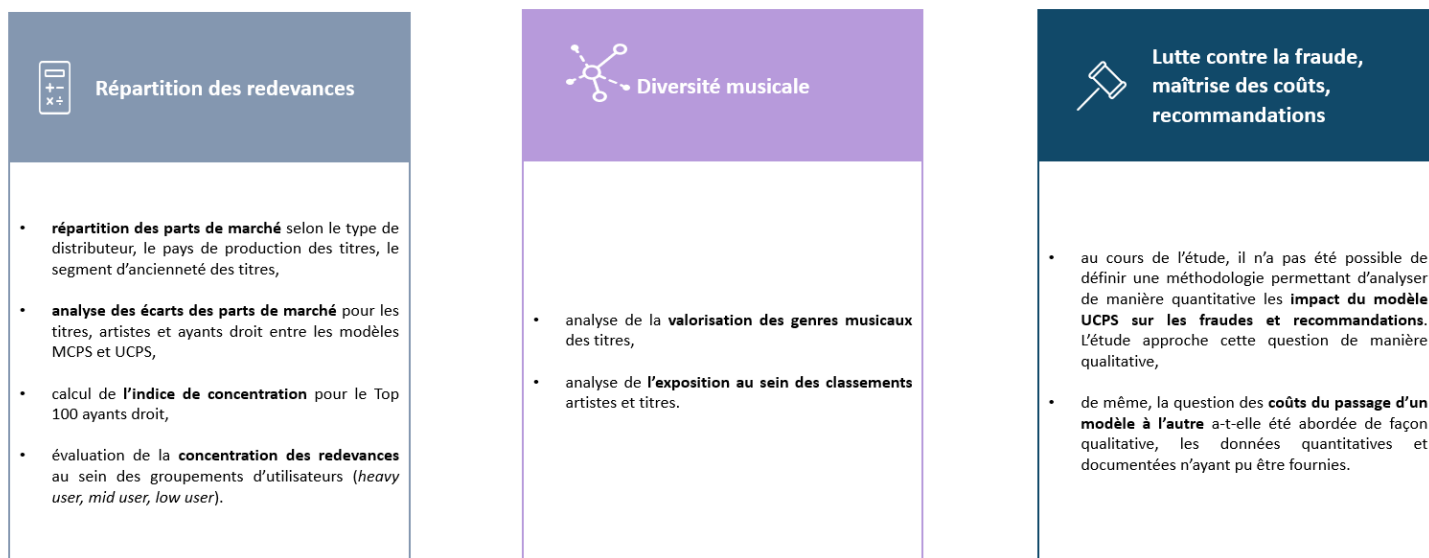 Répartition des redevances
• répartition des parts de marché selon le type de
distributeur, le pays de production des titres, le
segment d'ancienneté des titres,
• analyse des écarts des parts de marché pour les
titres, artistes et ayants droit entre les modèles
MCPS et UCPS,
• calcul de l'indice de concentration pour le Top
100 ayants droit,
• évaluation de la concentration des redevances
au sein des groupements d'utilisateurs (heavy
user, mid user, low user).
Diversité musicale
• analyse de la valorisation des genres musicaux
des titres,
• analyse de l'exposition au sein des classements
artistes et titres.
Lutte contre la fraude,
maîtrise des coûts,
recommandations
• au cours de l'étude, il n'a pas été possible de
définir une méthodologie permettant d'analyser
de manière quantitative les impact du modèle
UCPS sur les fraudes et recommandations.
L'étude approche cette question de manière
qualitative,
• de même, la question des coûts du passage d'un
modèle à l'autre a-t-elle été abordée de façon
qualitative, les données quantitatives et
documentées n'ayant pu être fournies.